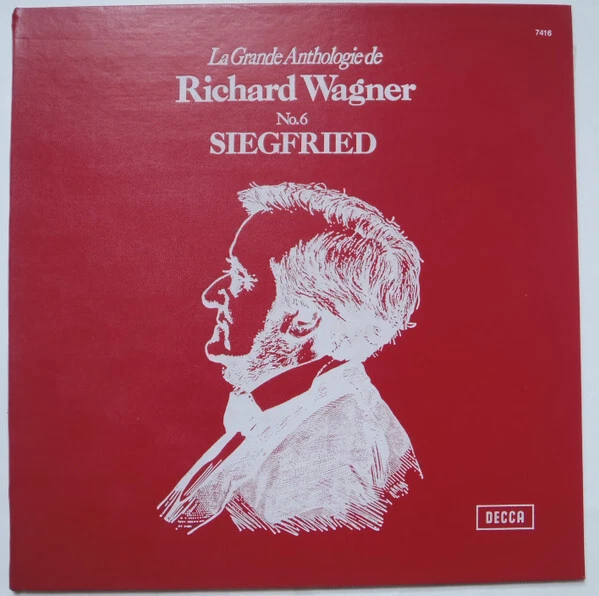 7416
La Grande Anthologie de
Richard Wagner
No.6
SIEGFRIED
DECCA